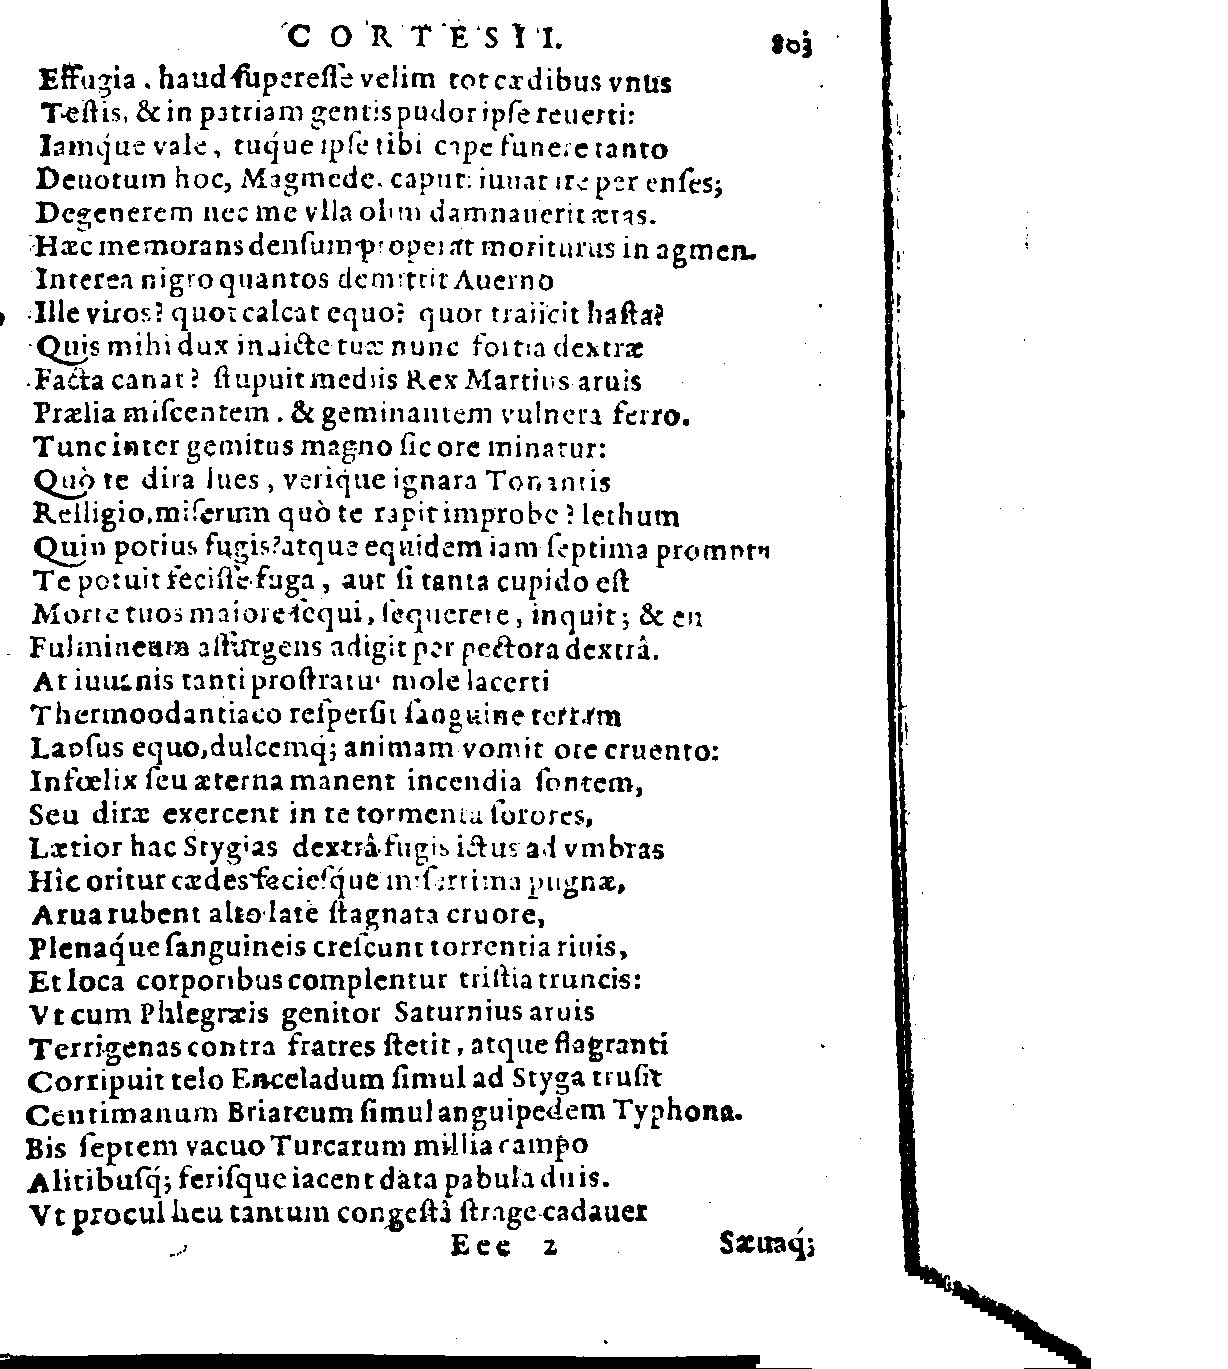 CORTESII. 803
Effugia. haud superesse velim tot cædibus vnus
Testis, & in patriam gentis pudor ipse reuerti:
Iamq́ue vale, tuq́ue ipse tibi cape funere tanto
Deuotum hoc, Magmede. caput: iuuat ire per enses;
Degenerem nec me vlla olim damnauerit ætas.
Hæc memorans densum properat moriturus in agmen.
Interea nigro quantos demittit Auerno
Ille viros? quot calcat equo? quot traiicit hasta?
Quis mihi dux inuicte tuæ nunc fortia dextræ
Facta canat? stupuit mediis Rex Martius aruis
Prælia miscentem. & geminantem vulnera ferro.
Tunc inter gemitus magno sic ore minatur:
Quò te dira lues, verique ignara Tonantis
Relligio, miserum quò te rapit improbe? lethum
Quin potius fugis? atque equidem iam septima promptū
Te potuit fecisse fuga, aut si tanta cupido est
Morte tuos maiore sequi, sequerere, inquit; & en
Fulmineum assurgens adigit per pectora dextrâ.
At iuuenis tanti prostratus mole lacerti
Thermoodantiaco respersit sanguine terram
Lapsus equo, dulcemq́; animam vomit ore cruento:
Infœlix seu æterna manent incendia sontem,
Seu diræ exercent in te tormenta sorores,
Lætior hac Stygias dextrâ fugis ictus ad vmbras
Hîc oritur cædes faciesq́ue miserrima pugnæ,
Arua rubent alto latè stagnata cruore,
Plenaq́ue sanguineis crescunt torrentia riuis,
Et loca corporibus complentur tristia truncis:
Vt cum Phlegræis genitor Saturnius aruis
Terrigenas contra fratres stetit, atque flagranti
Corripuit telo Enceladum simul ad Styga trusit
Centimanum Briareum simul anguipedem Typhona.
Bis septem vacuo Turcarum millia campo
Alitibusq́; ferisque iacent data pabula diuis.
Vt procul heu tantum congestâ strage cadauer
Eee 2 Sæuaq́;